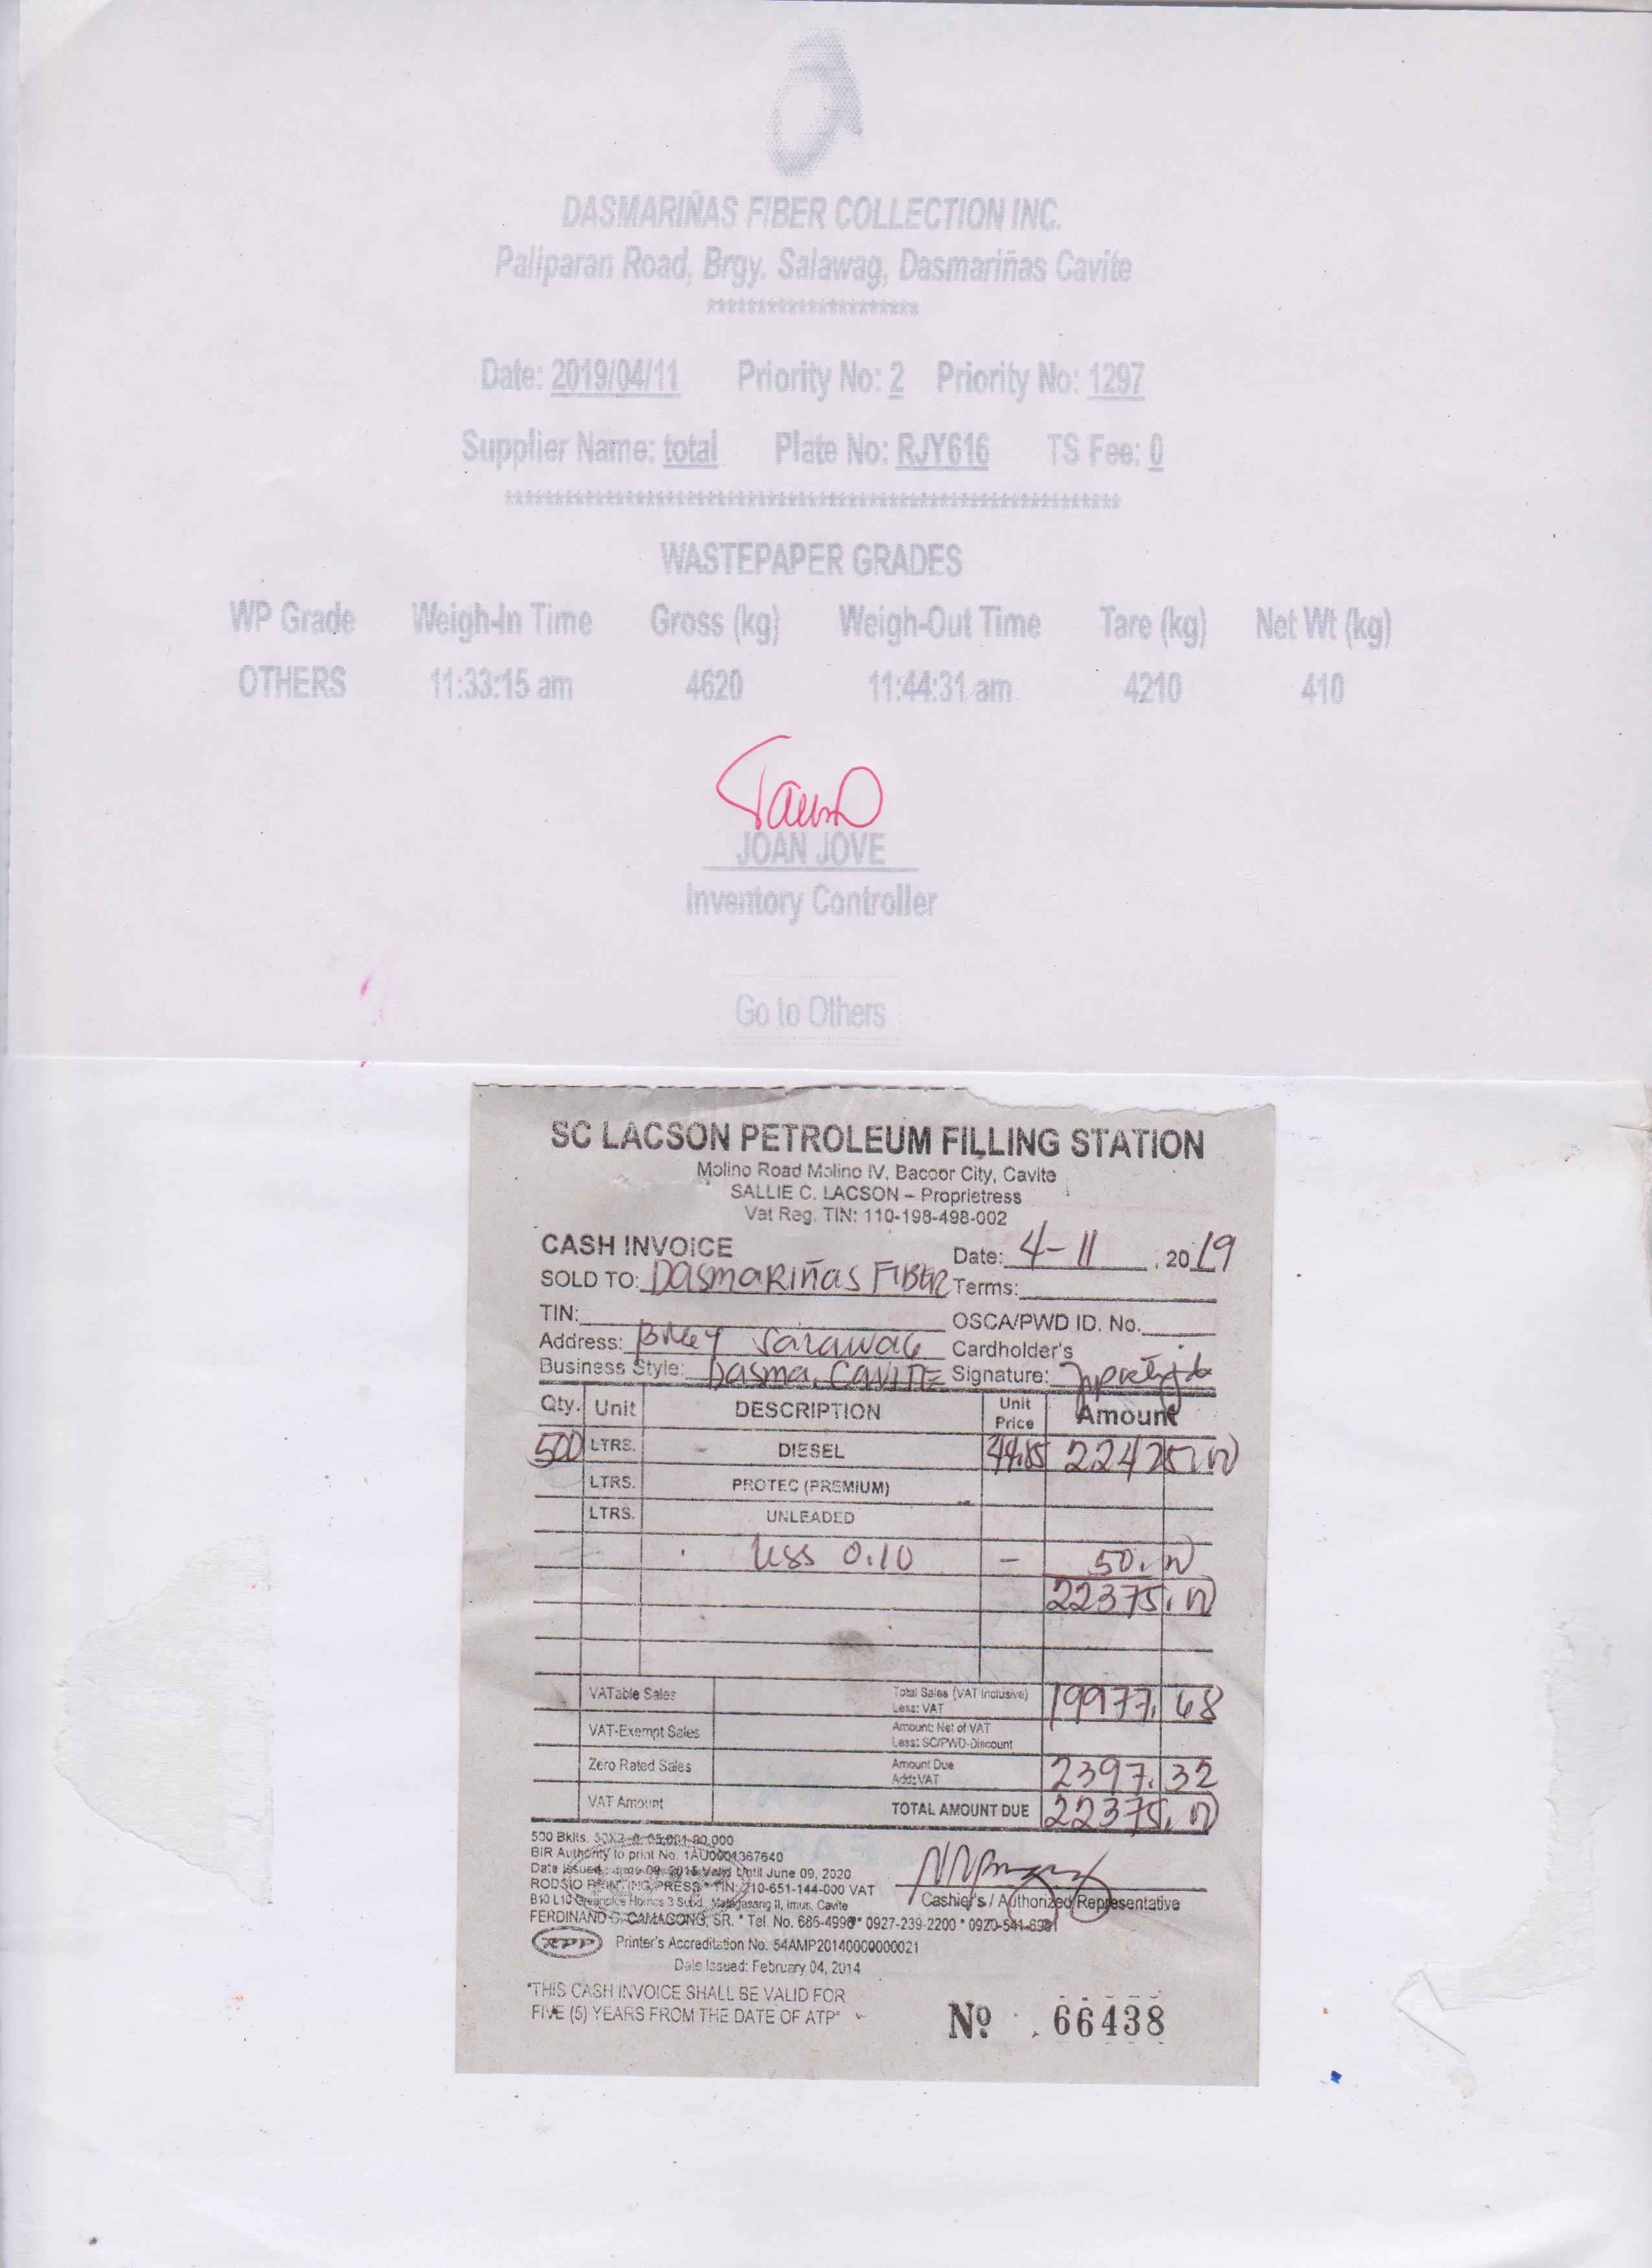 DASMARIÑAS FIBER COLLECTION INC.
Paliparan Road, Brgy. Salawag, Dasmariñas Cavite
********************
Date: 2019/04/11 Priority No: 2 Priority No: 1297
Supplier Name: total Plate No: RJY616 TS Fee: 0
************************************************************
WASTEPAPER GRADES
WP Grade Weigh-In Time Gross (kg) Weigh-Out Time Tare (kg) Net Wt (kg)
OTHERS 11:33:15 am 4620 11:44:31 am 4210 410
JOAN JOVE
Inventory Controller
Go to Others
SC LACSON PETROLEUM FILLING STATION
Molino Road Molino IV, Bacoor City, Cavite
SALLIE C. LACSON – Proprietress
Vat Reg. TIN: 110-198-498-002
CASH INVOICE Date: 4-11, 2019
SOLD TO: DASMARIÑAS FIBER Terms:
TIN: OSCA/PWD ID. No.
Address: BRGY SALAWAG Cardholder's
Business Style: DASMA, CAVITE Signature:
Qty. Unit DESCRIPTION Unit Price Amount
500 LTRS. DIESEL 44.85 22425.00
LTRS. PROTEC (PREMIUM)
LTRS. UNLEADED
less 0.10 – 50.00
22375.00
VATable Sales Total Sales (VAT Inclusive) 19977.68
Less: VAT
VAT-Exempt Sales Amount: Net of VAT
Less: SC/PWD-Discount
Zero Rated Sales Amount Due 2397.32
Add: VAT
VAT Amount TOTAL AMOUNT DUE 22375.00
500 Bklts.
BIR Authority to print No. 1AU0001367640
Date Issued: June 09, 2015 Valid Until June 09, 2020
RODSIO PRINTING PRESS * TIN: 210-651-144-000 VAT
B10 L10 Greenplce Homes 3 Subd. Malagasang II, Imus, Cavite
Cashier's / Authorized Representative
FERDINAND S. CAMAGONG, SR. * Tel. No. 686-4996 * 0927-239-2200 *
RPP Printer's Accreditation No. 54AMP20140000000021
Date Issued: February 04, 2014
"THIS CASH INVOICE SHALL BE VALID FOR
FIVE (5) YEARS FROM THE DATE OF ATP"
Nº 66438